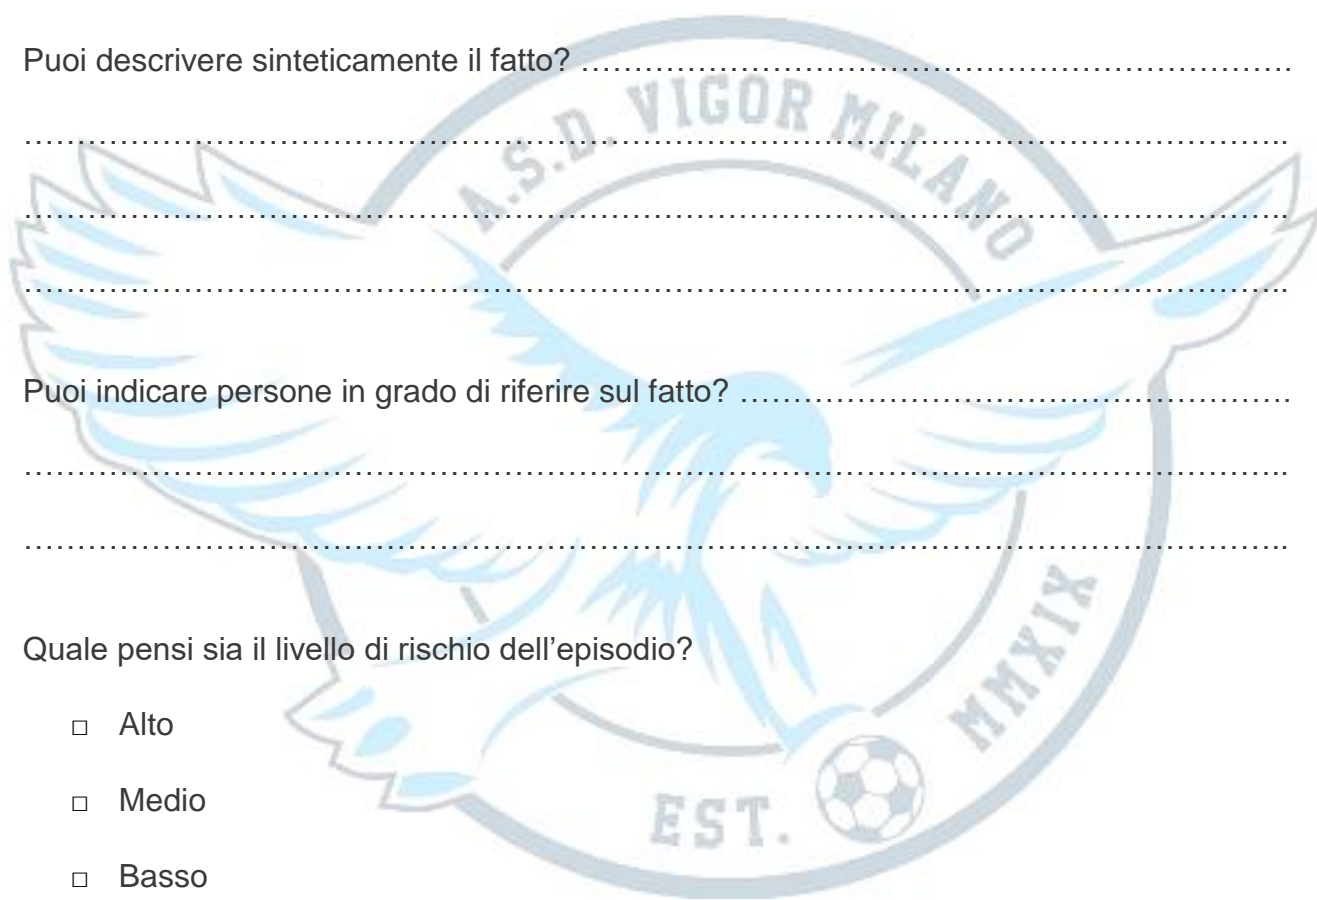 Puoi descrivere sinteticamente il fatto? ……………………………………………………………….
………………………………………………………………………………………………………..
………………………………………………………………………………………………………..
………………………………………………………………………………………………………..
Puoi indicare persone in grado di riferire sul fatto? …………………………………………….
………………………………………………………………………………………………………..
………………………………………………………………………………………………………..
Quale pensi sia il livello di rischio dell’episodio?
□ Alto
□ Medio
□ Basso
A.S.D. VIGOR MILANO
EST.
MMXIX